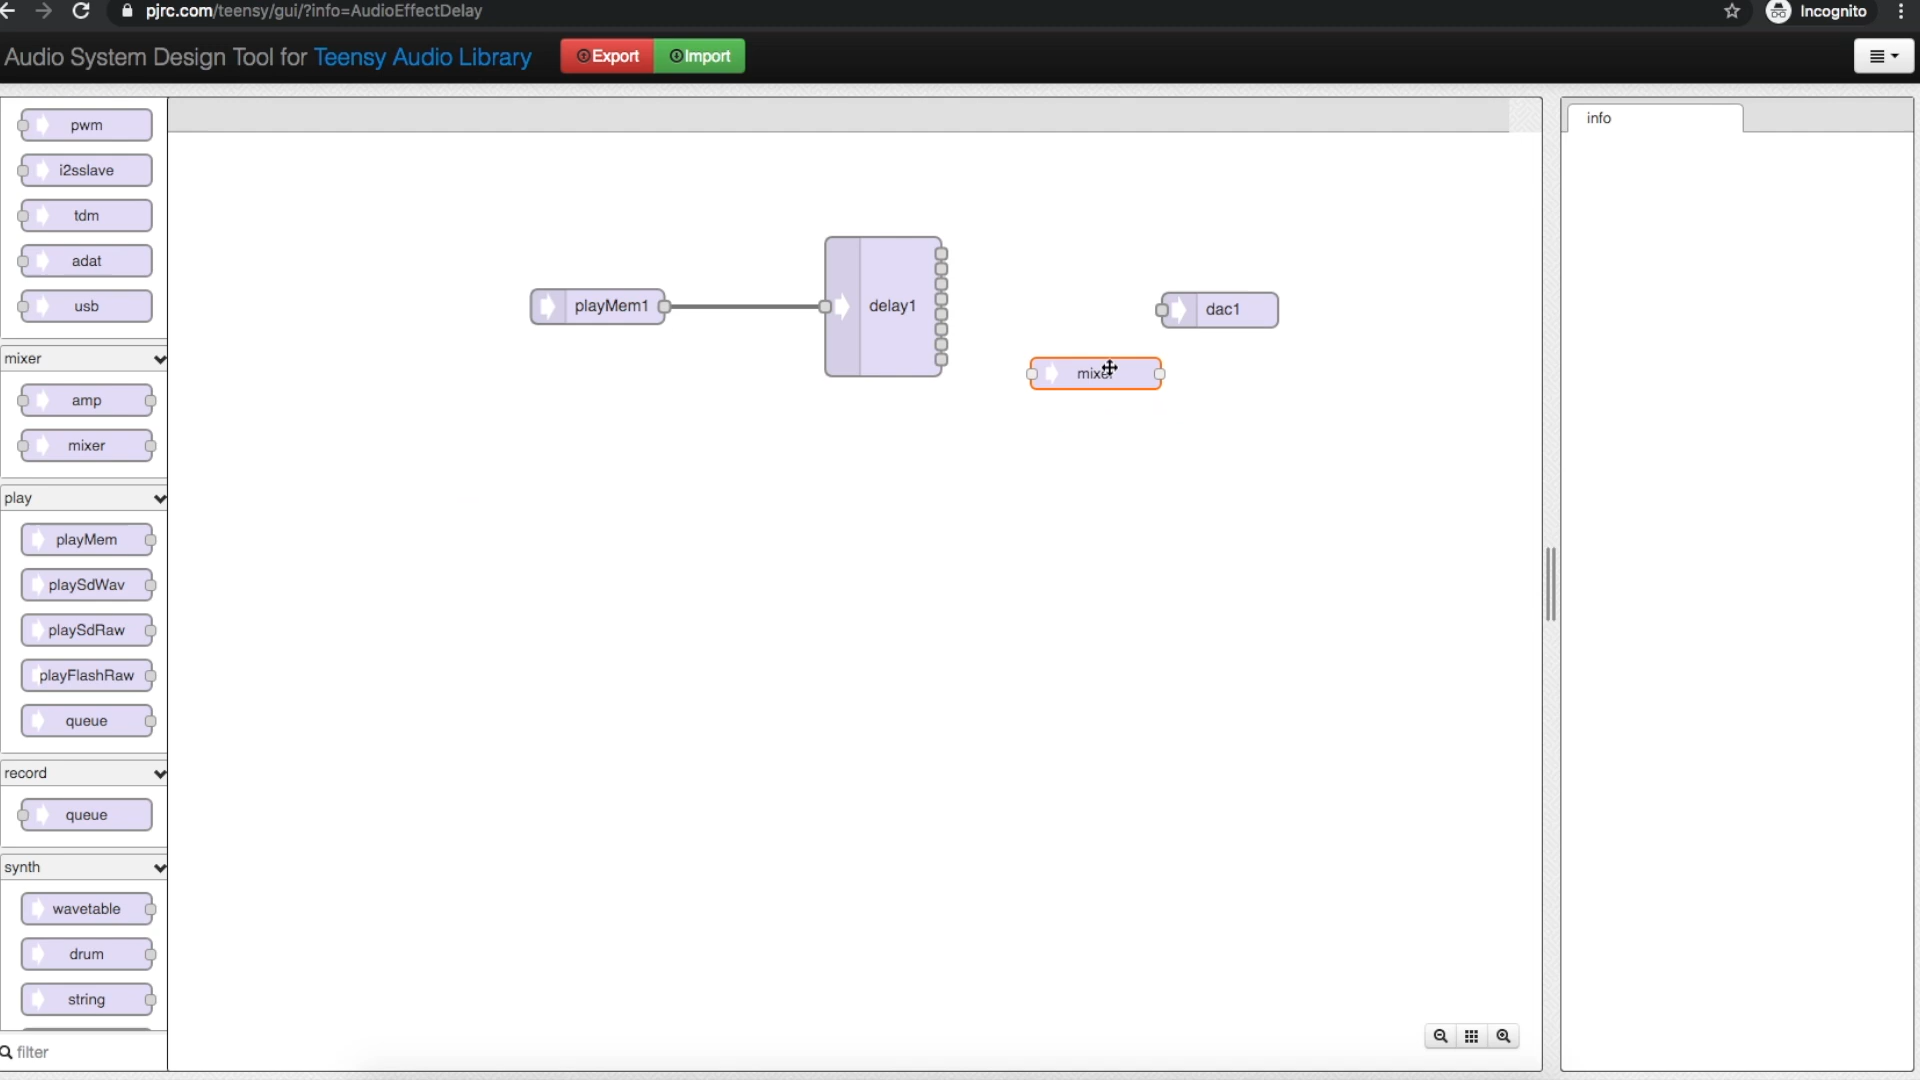 pjrc.com/teensy/gui/?info=AudioEffectDelay
Incognito
Audio System Design Tool for Teensy Audio Library
Export
Import
info
pwm
i2sslave
tdm
adat
usb
mixer
amp
mixer
play
playMem
playSdWav
playSdRaw
playFlashRaw
queue
record
queue
synth
wavetable
drum
string
filter
playMem1
delay1
dac1
mixer